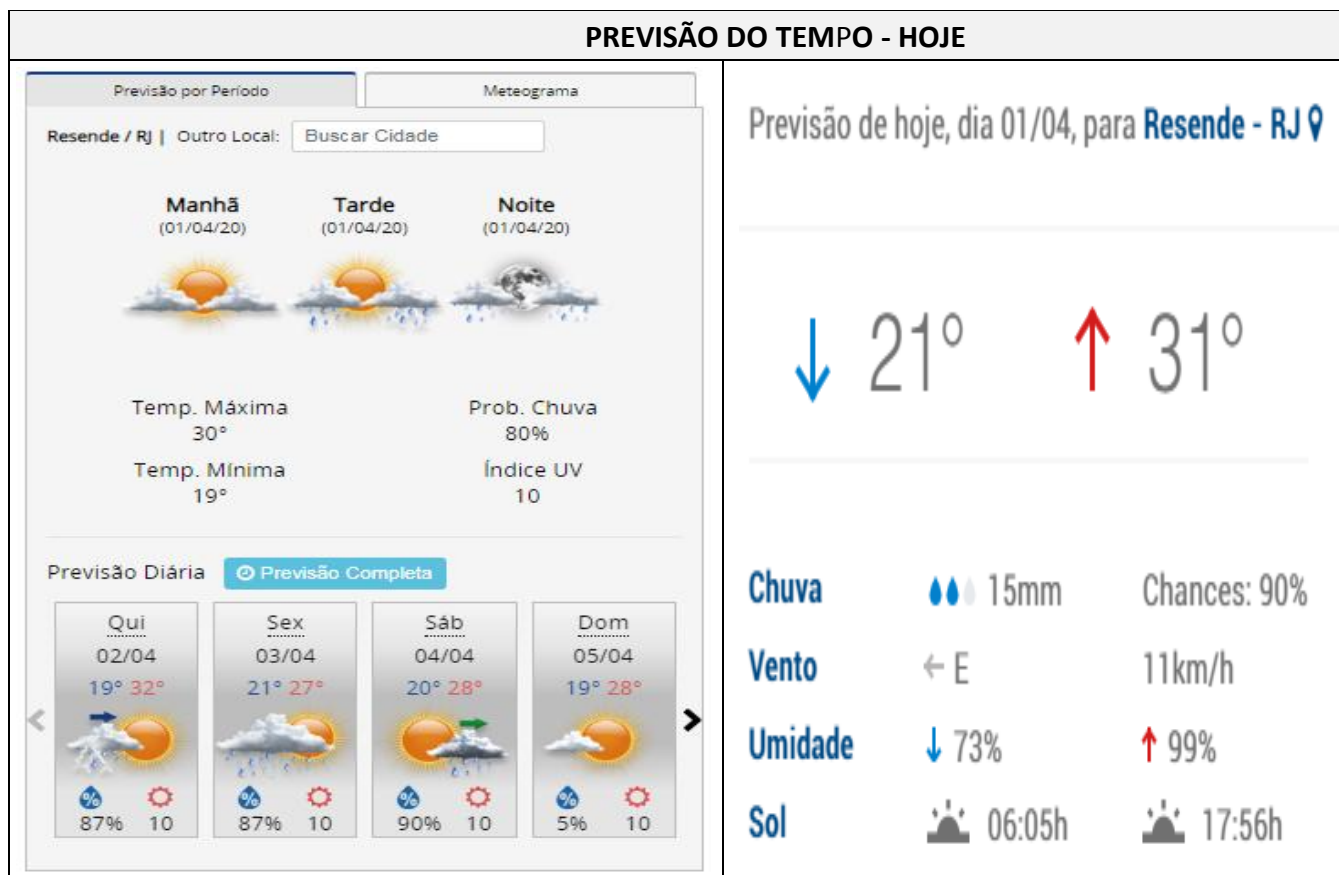 PREVISÃO DO TEMPO - HOJE
Previsão por Período
Meteograma
Resende / RJ | Outro Local: Buscar Cidade
Manhã Tarde Noite
(01/04/20) (01/04/20) (01/04/20)
Temp. Máxima Prob. Chuva
30° 80%
Temp. Mínima Índice UV
19° 10
Previsão Diária Previsão Completa
Qui Sex Sáb Dom
02/04 03/04 04/04 05/04
19° 32° 21° 27° 20° 28° 19° 28°
% % % %
87% 10 87% 10 90% 10 5% 10
Previsão de hoje, dia 01/04, para Resende - RJ
↓ 21° ↑ 31°
Chuva 15mm Chances: 90%
Vento ← E 11km/h
Umidade ↓ 73% ↑ 99%
Sol 06:05h 17:56h